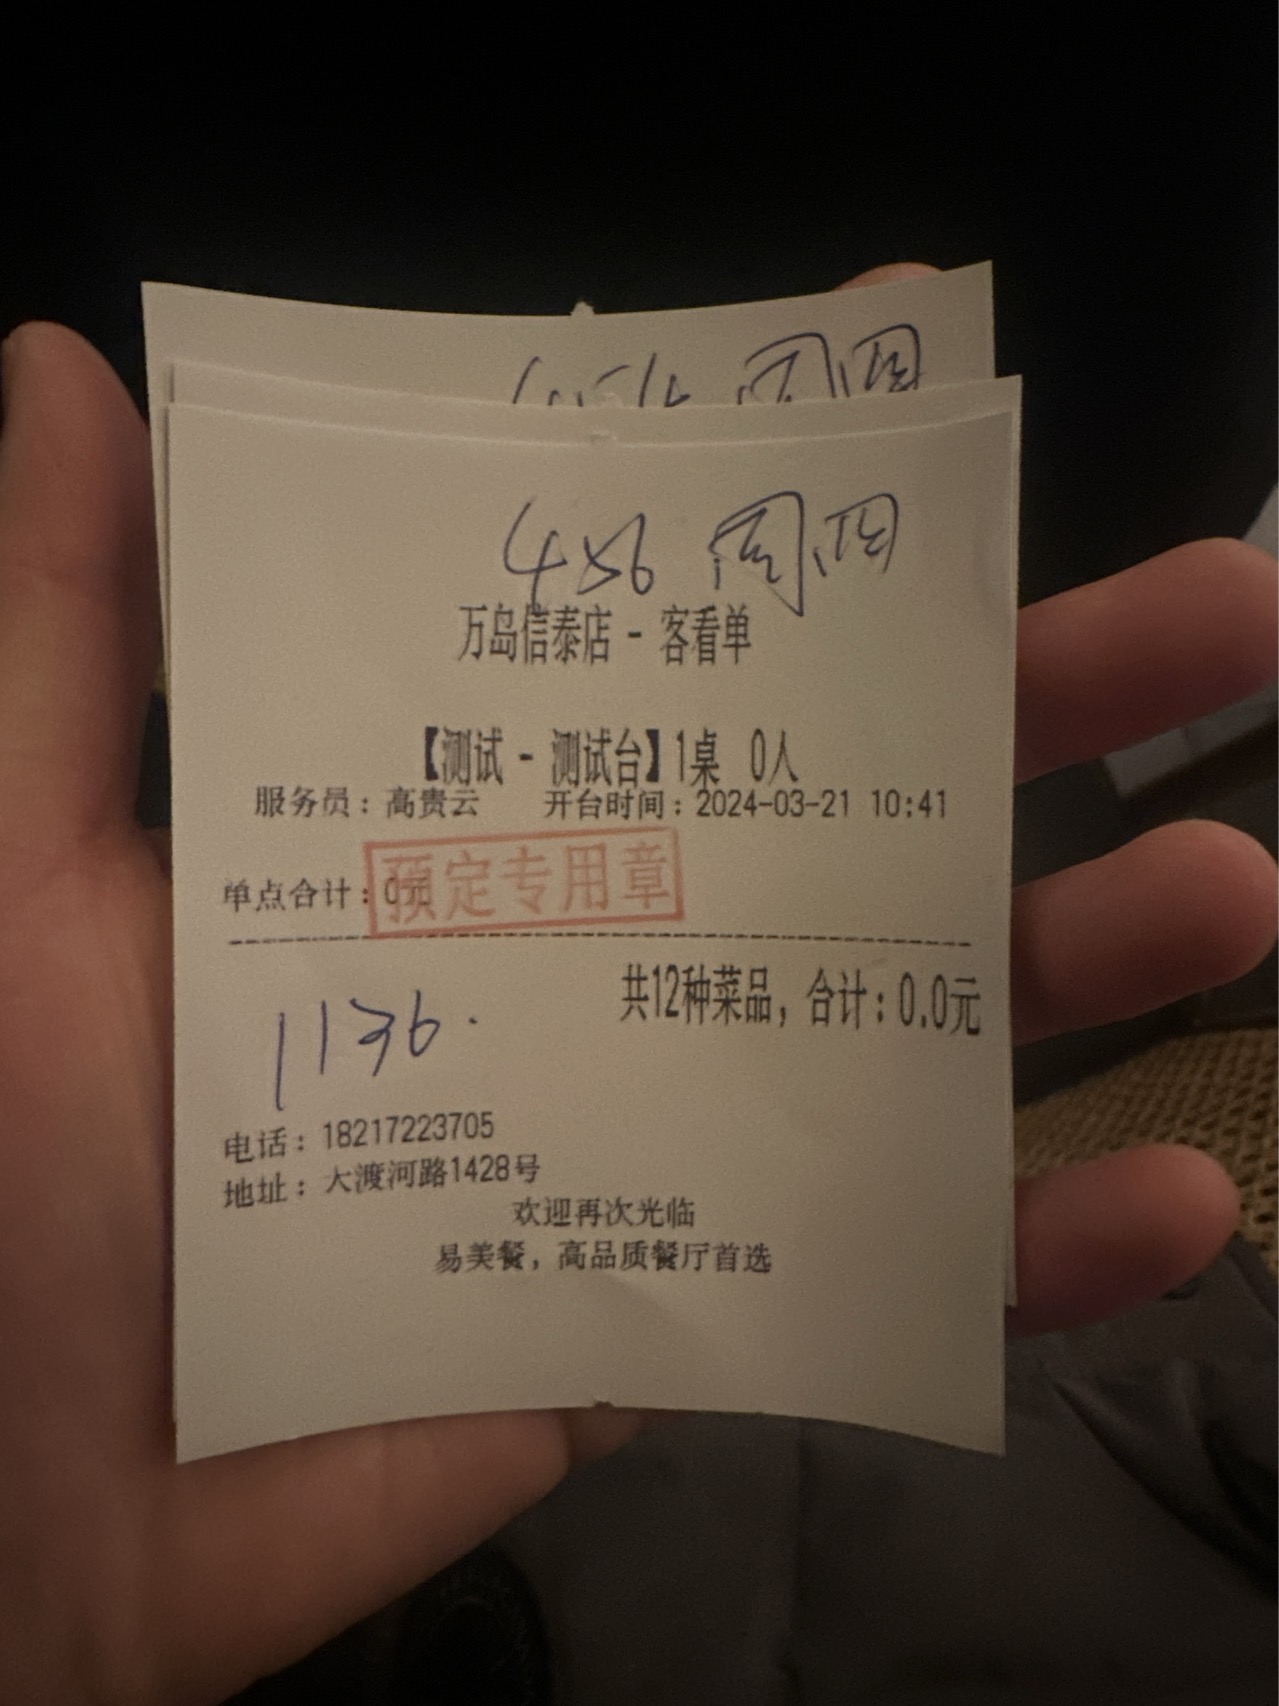 456 周四
万岛信泰店 - 客看单
【测试 - 测试台】1桌 0人
服务员：高贵云 开台时间：2024-03-21 10:41
单点合计：0元
预定专用章
共12种菜品，合计：0.0元
1136.
电话：18217223705
地址：大渡河路1428号
欢迎再次光临
易美餐，高品质餐厅首选